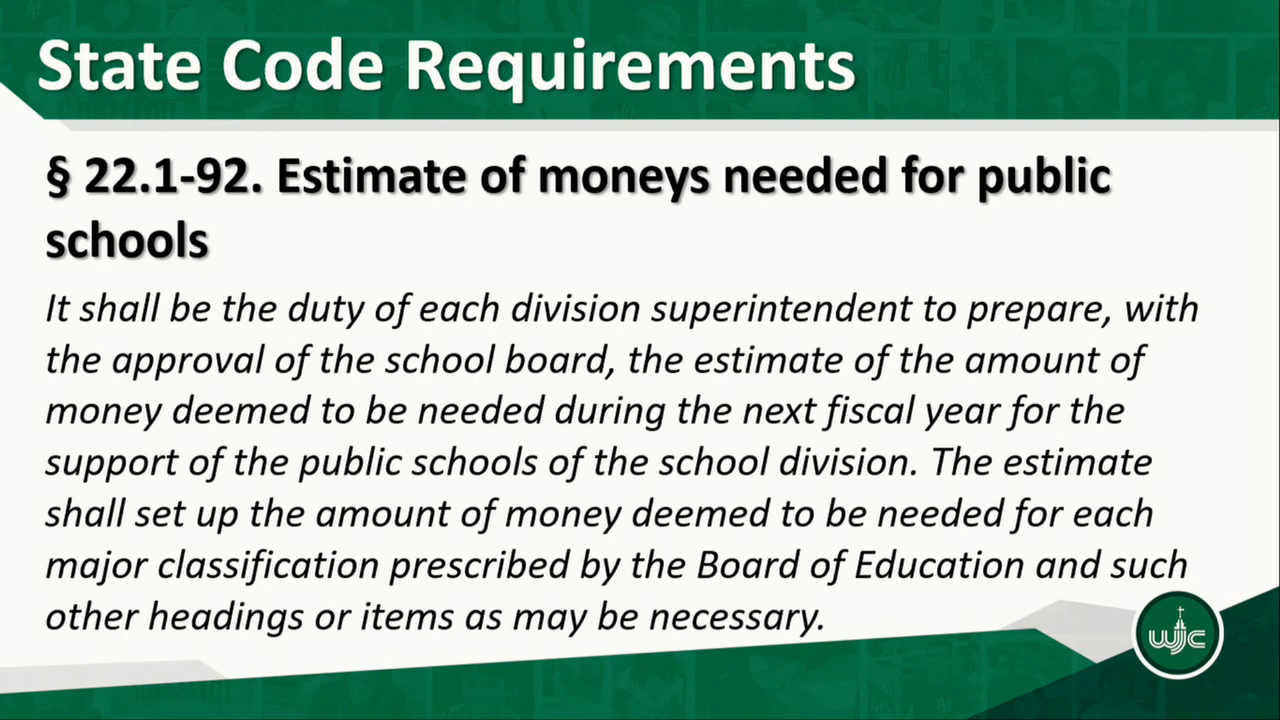 State Code Requirements
§ 22.1-92. Estimate of moneys needed for public
schools
It shall be the duty of each division superintendent to prepare, with
the approval of the school board, the estimate of the amount of
money deemed to be needed during the next fiscal year for the
support of the public schools of the school division. The estimate
shall set up the amount of money deemed to be needed for each
major classification prescribed by the Board of Education and such
other headings or items as may be necessary.
wjcc